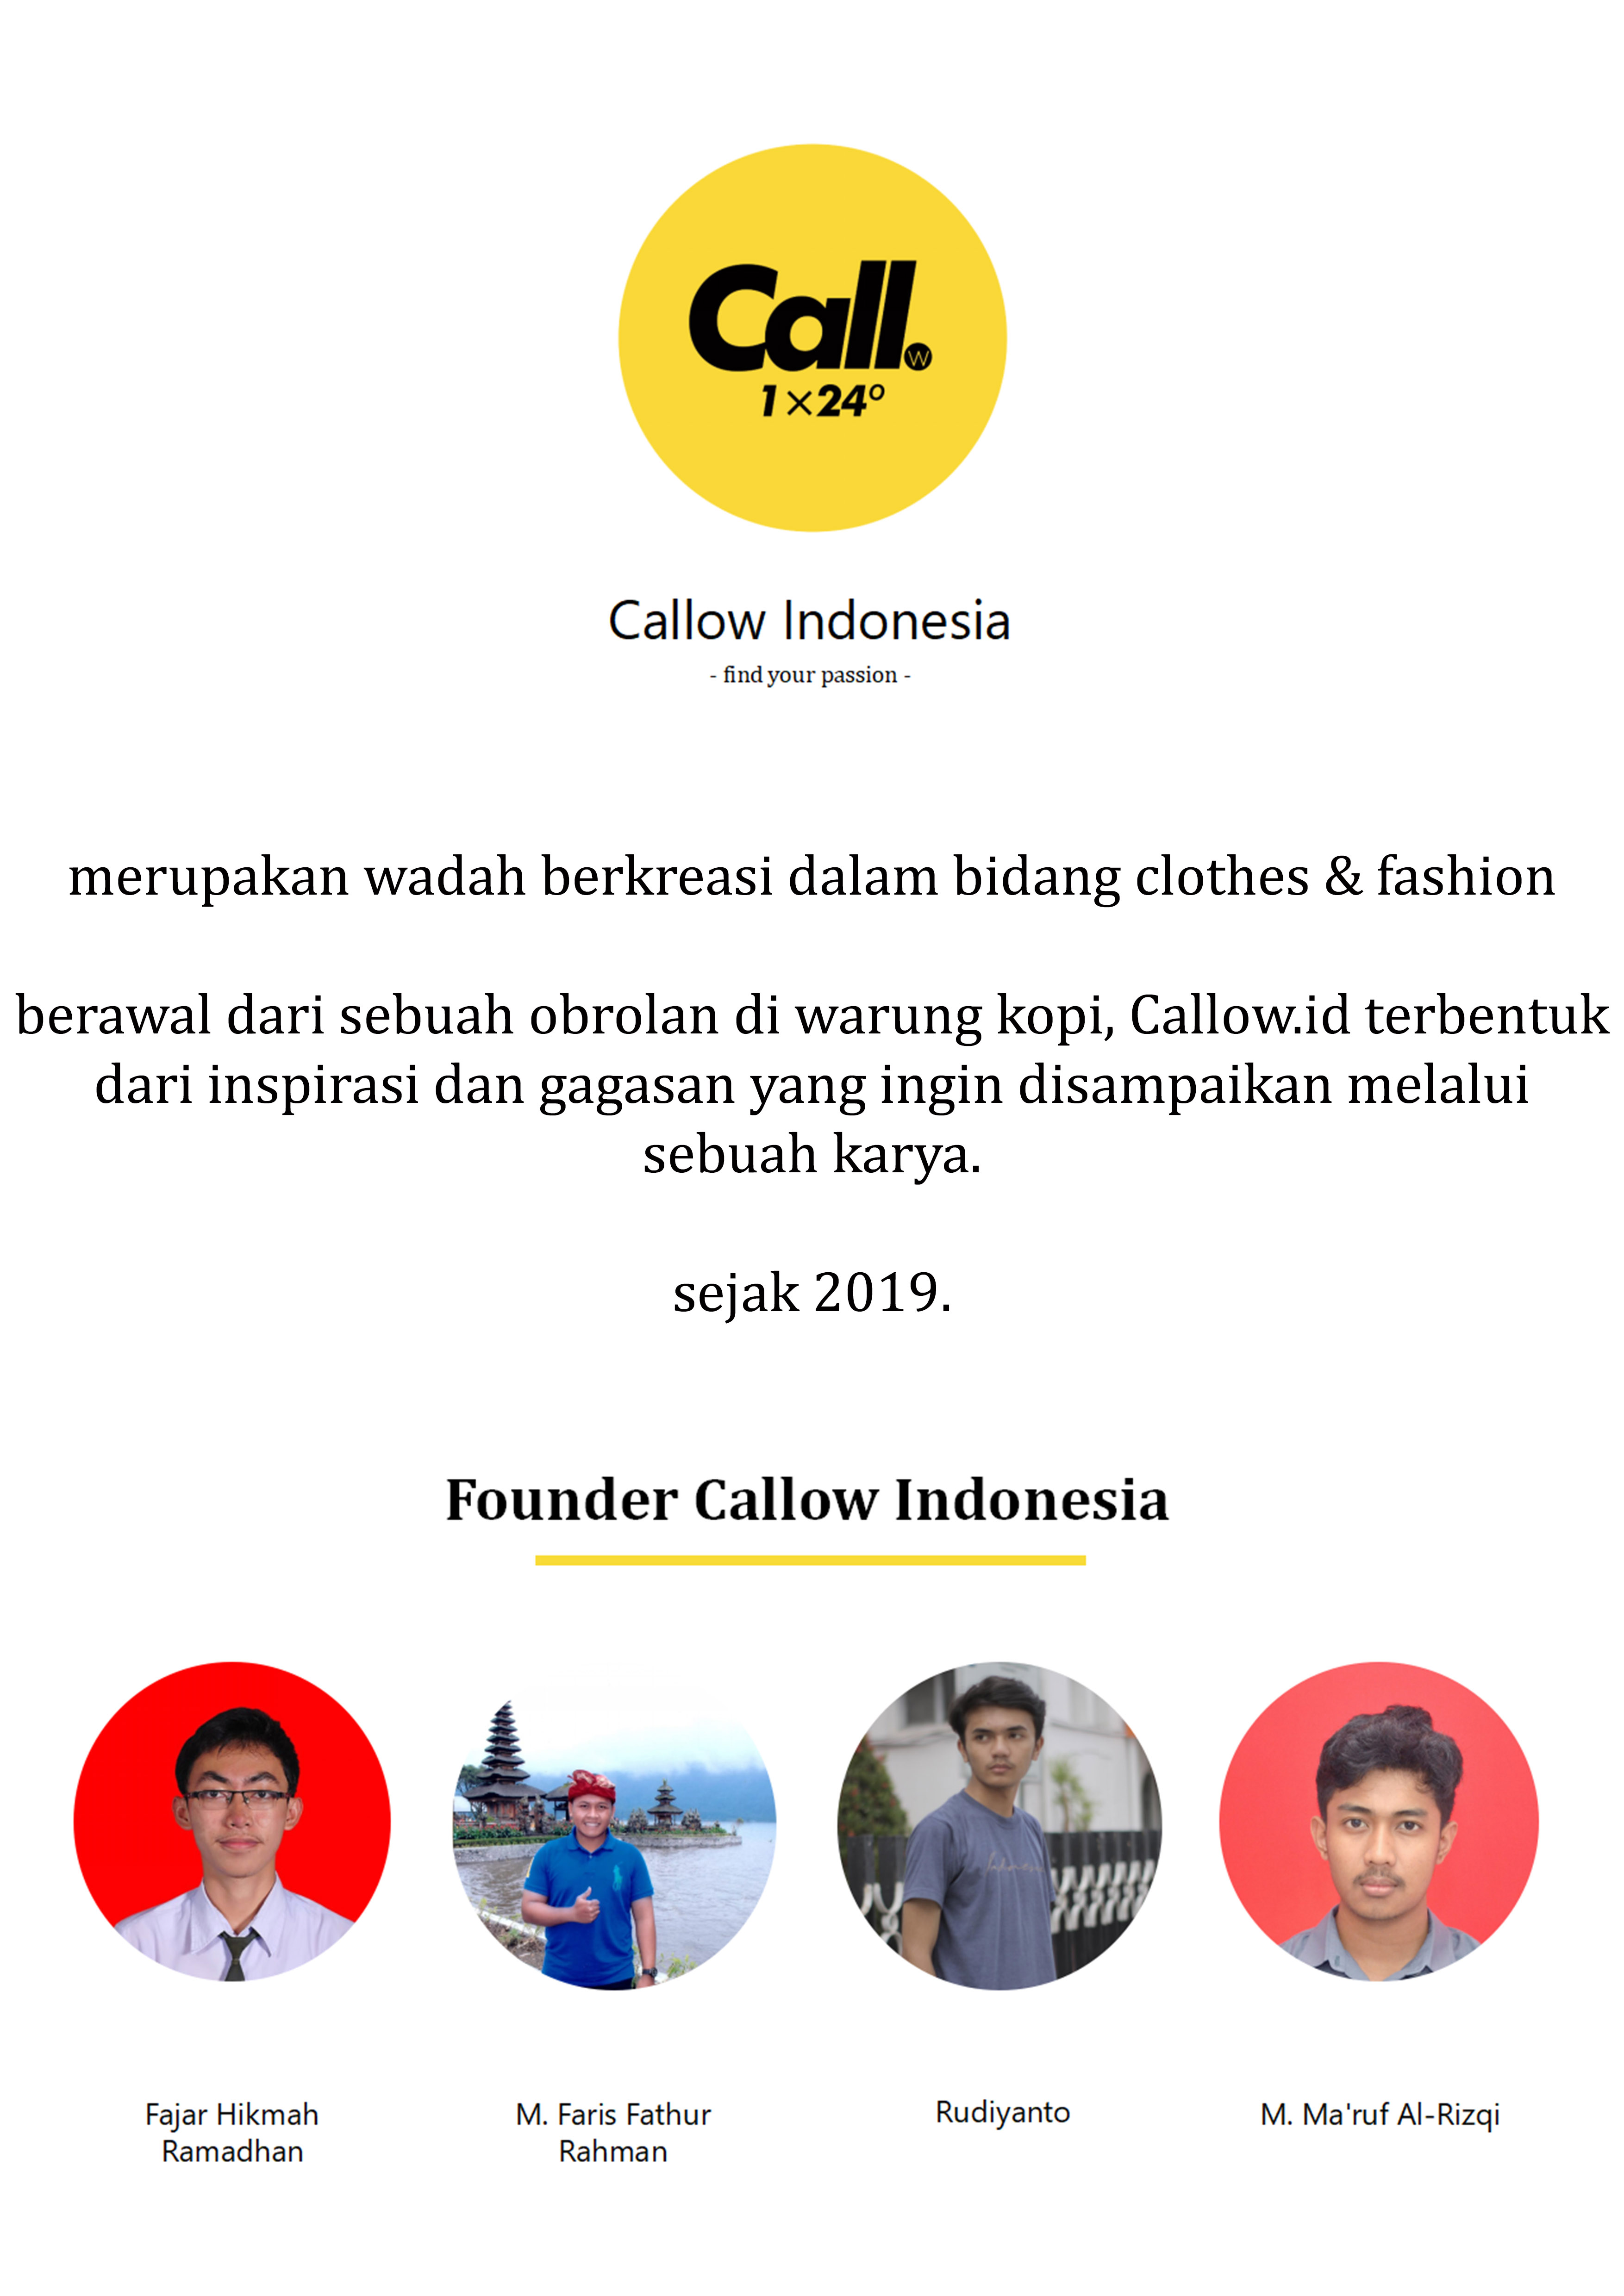 Call.
W
1×24°
Callow Indonesia
- find your passion -
merupakan wadah berkreasi dalam bidang clothes & fashion
berawal dari sebuah obrolan di warung kopi, Callow.id terbentuk
dari inspirasi dan gagasan yang ingin disampaikan melalui
sebuah karya.
sejak 2019.
Founder Callow Indonesia
Fajar Hikmah
Ramadhan
M. Faris Fathur
Rahman
Rudiyanto
M. Ma'ruf Al-Rizqi